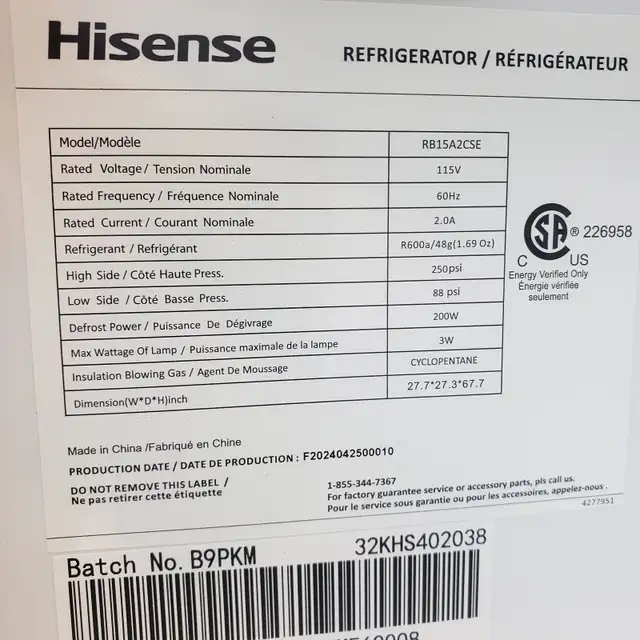 Hisense
REFRIGERATOR / RÉFRIGÉRATEUR
Model/Modèle RB15A2CSE
Rated Voltage / Tension Nominale 115V
Rated Frequency / Fréquence Nominale 60Hz
Rated Current / Courant Nominale 2.0A
Refrigerant / Refrigérant R600a/48g(1.69 Oz)
High Side / Côté Haute Press. 250psi
Low Side / Côté Basse Press. 88 psi
Defrost Power / Puissance De Dégivrage 200W
Max Wattage Of Lamp / Puissance maximale de la lampe 3W
Insulation Blowing Gas / Agent De Moussage CYCLOPENTANE
Dimension(W*D*H)inch 27.7*27.3*67.7
SA ® 226958
C US
Energy Verified Only
Énergie vérifiée
seulement
Made in China /Fabriqué en Chine
PRODUCTION DATE / DATE DE PRODUCTION : F2024042500010
DO NOT REMOVE THIS LABEL /
Ne pas retirer cette étiquette
1-855-344-7367
For factory guarantee service or accessory parts, pls call us.
Pour le service sous garantie ou pour les accessoires, appelez-nous .
4277951
Batch No. B9PKM
32KHS402038